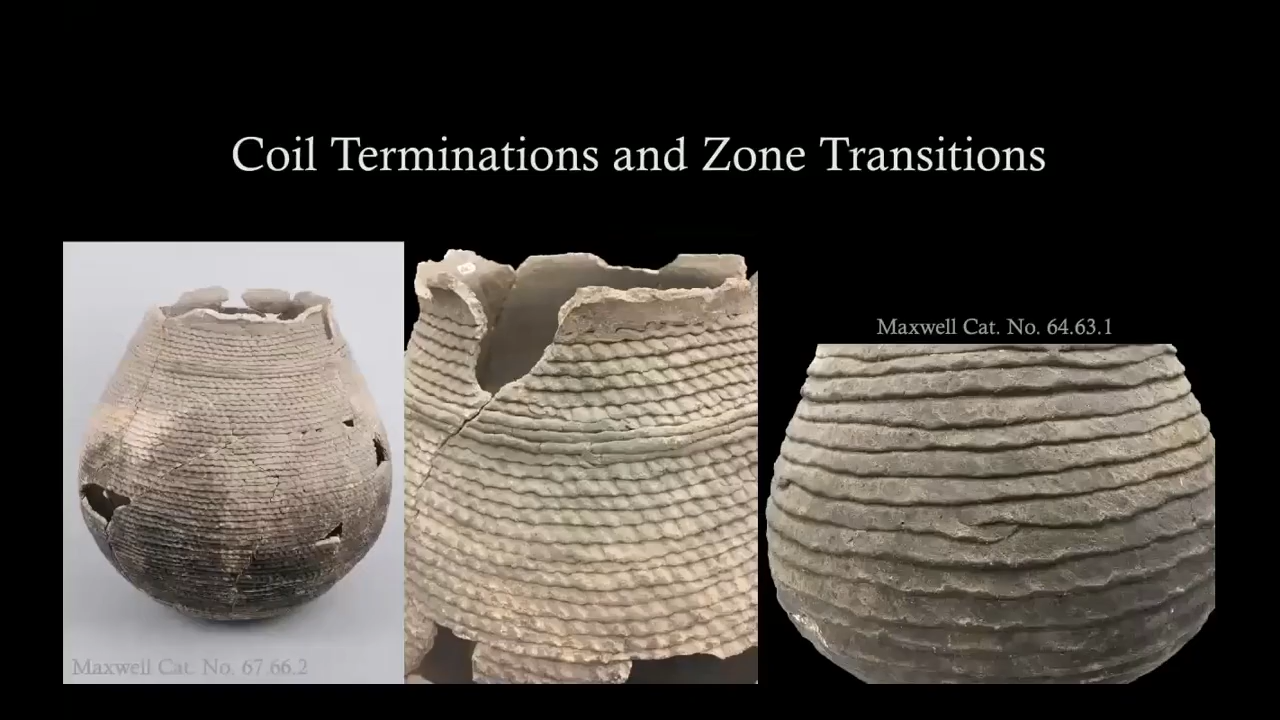 Coil Terminations and Zone Transitions
Maxwell Cat. No. 64.63.1
Maxwell Cat. No. 67.66.2